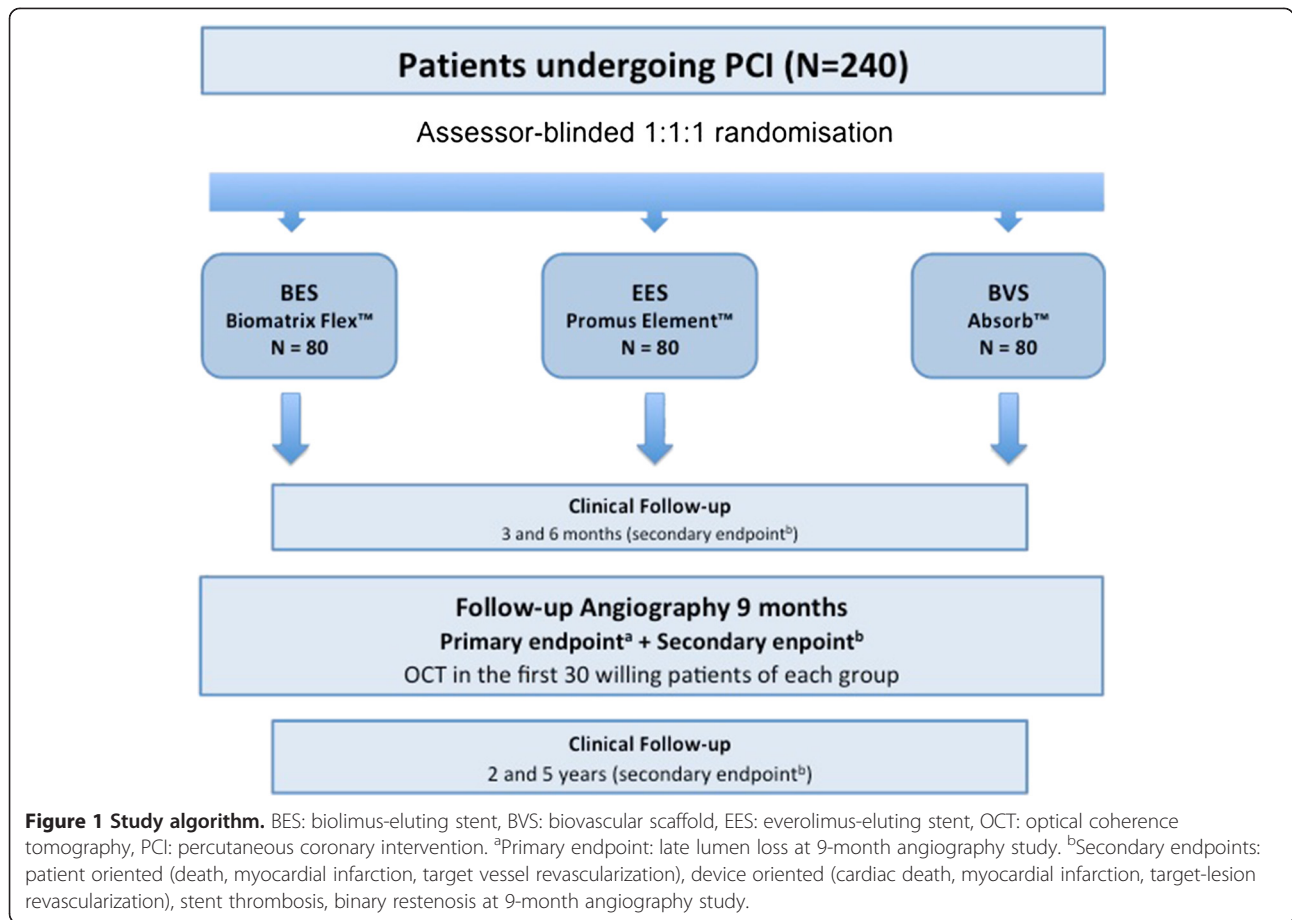 Patients undergoing PCI (N=240)
Assessor-blinded 1:1:1 randomisation
BES
Biomatrix Flex™
N = 80
EES
Promus Element™
N = 80
BVS
Absorb™
N = 80
Clinical Follow-up
3 and 6 months (secondary endpointᵇ)
Follow-up Angiography 9 months
Primary endpointᵃ + Secondary enpointᵇ
OCT in the first 30 willing patients of each group
Clinical Follow-up
2 and 5 years (secondary endpointᵇ)
Figure 1 Study algorithm. BES: biolimus-eluting stent, BVS: biovascular scaffold, EES: everolimus-eluting stent, OCT: optical coherence
tomography, PCI: percutaneous coronary intervention. ᵃPrimary endpoint: late lumen loss at 9-month angiography study. ᵇSecondary endpoints:
patient oriented (death, myocardial infarction, target vessel revascularization), device oriented (cardiac death, myocardial infarction, target-lesion
revascularization), stent thrombosis, binary restenosis at 9-month angiography study.